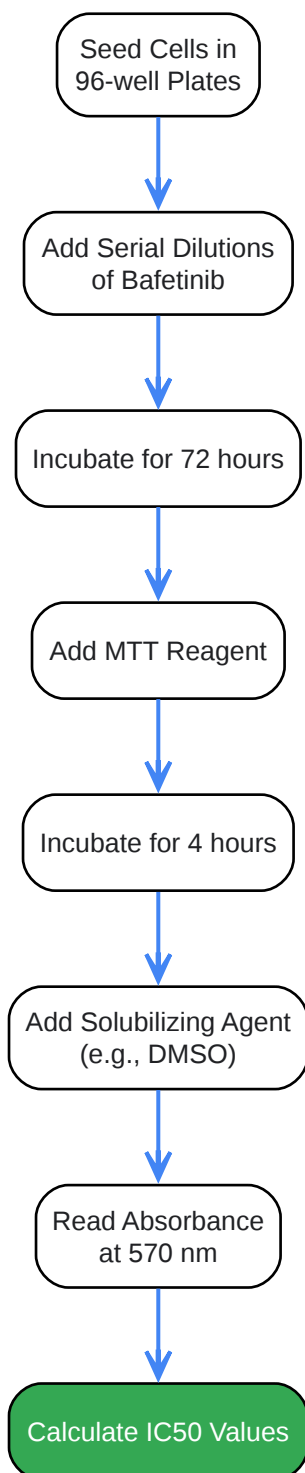 Seed Cells in
96-well Plates
Add Serial Dilutions
of Bafetinib
Incubate for 72 hours
Add MTT Reagent
Incubate for 4 hours
Add Solubilizing Agent
(e.g., DMSO)
Read Absorbance
at 570 nm
Calculate IC50 Values